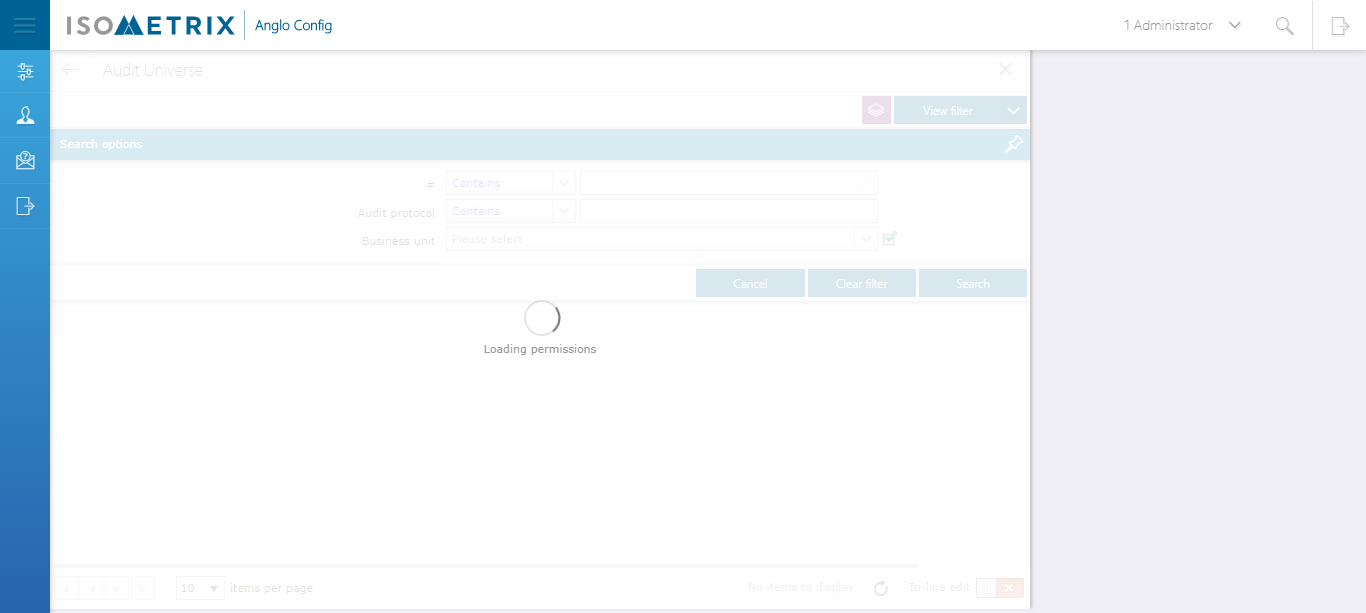 ISOMETRIX Anglo Config
1 Administrator
Audit Universe
View filter
Search options
# Contains
Audit protocol Contains
Business unit Please select
Cancel Clear filter Search
Loading permissions
10 items per page
No items to display
In-line edit